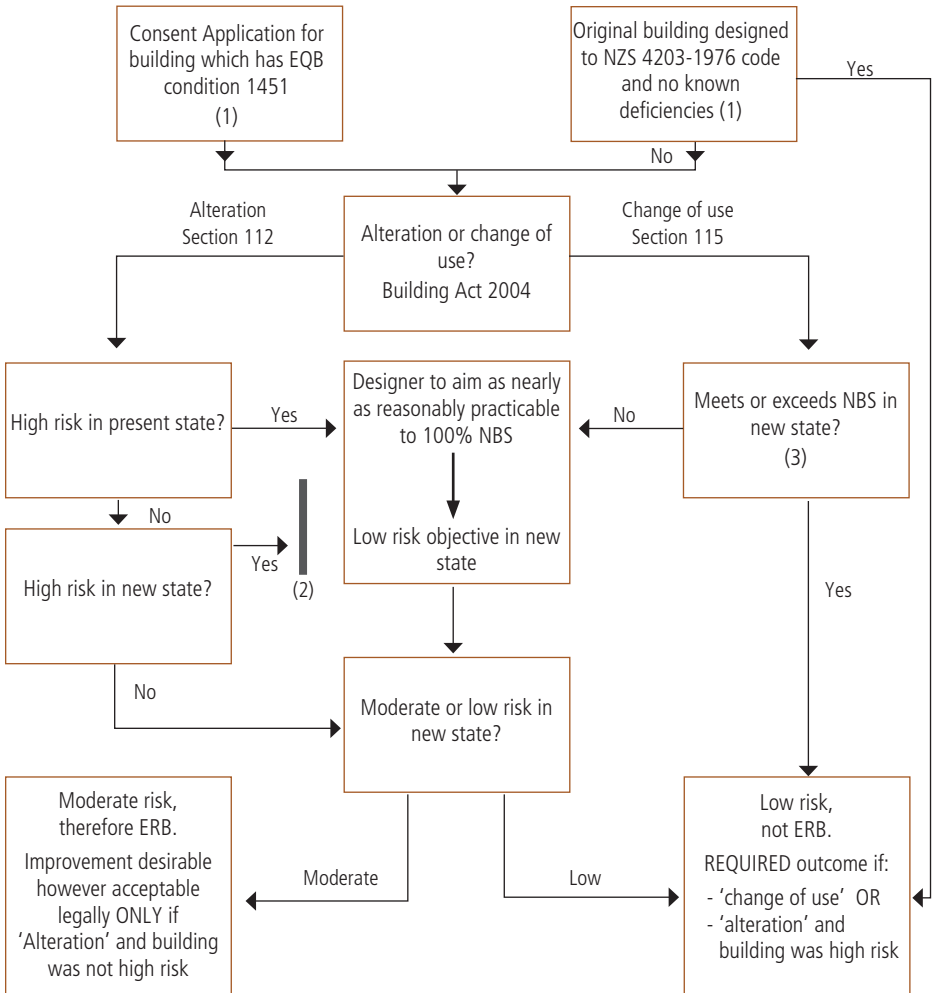 Consent Application for
building which has EQB
condition 1451
(1)
Original building designed
to NZS 4203-1976 code
and no known
deficiencies (1)
Yes
No
Alteration
Section 112
Alteration or change of
use?
Building Act 2004
Change of use
Section 115
High risk in present state?
Yes
Designer to aim as nearly
as reasonably practicable
to 100% NBS
Low risk objective in new
state
No
Meets or exceeds NBS in
new state?
(3)
No
High risk in new state?
Yes
(2)
Yes
No
Moderate or low risk in
new state?
Moderate risk,
therefore ERB.
Improvement desirable
however acceptable
legally ONLY if
‘Alteration’ and building
was not high risk
Moderate
Low
Low risk,
not ERB.
REQUIRED outcome if:
- ‘change of use’ OR
- ‘alteration’ and
building was high risk